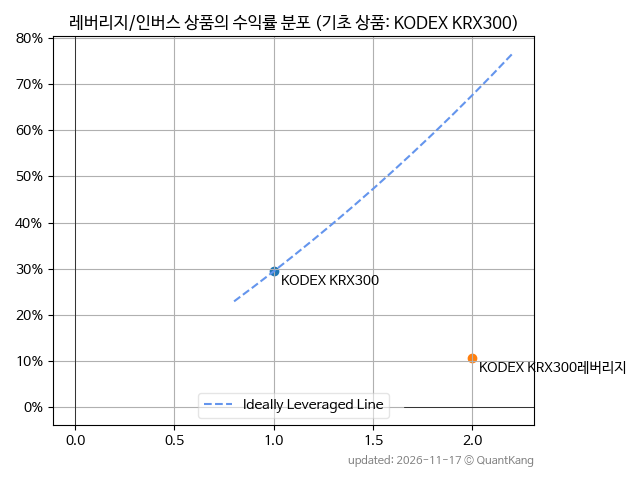 레버리지/인버스 상품의 수익률 분포 (기초 상품: KODEX KRX300)
80%
70%
60%
50%
40%
30%
20%
10%
0%
KODEX KRX300
KODEX KRX300레버리지
Ideally Leveraged Line
0.0 0.5 1.0 1.5 2.0
updated: 2026-11-17 © QuantKang